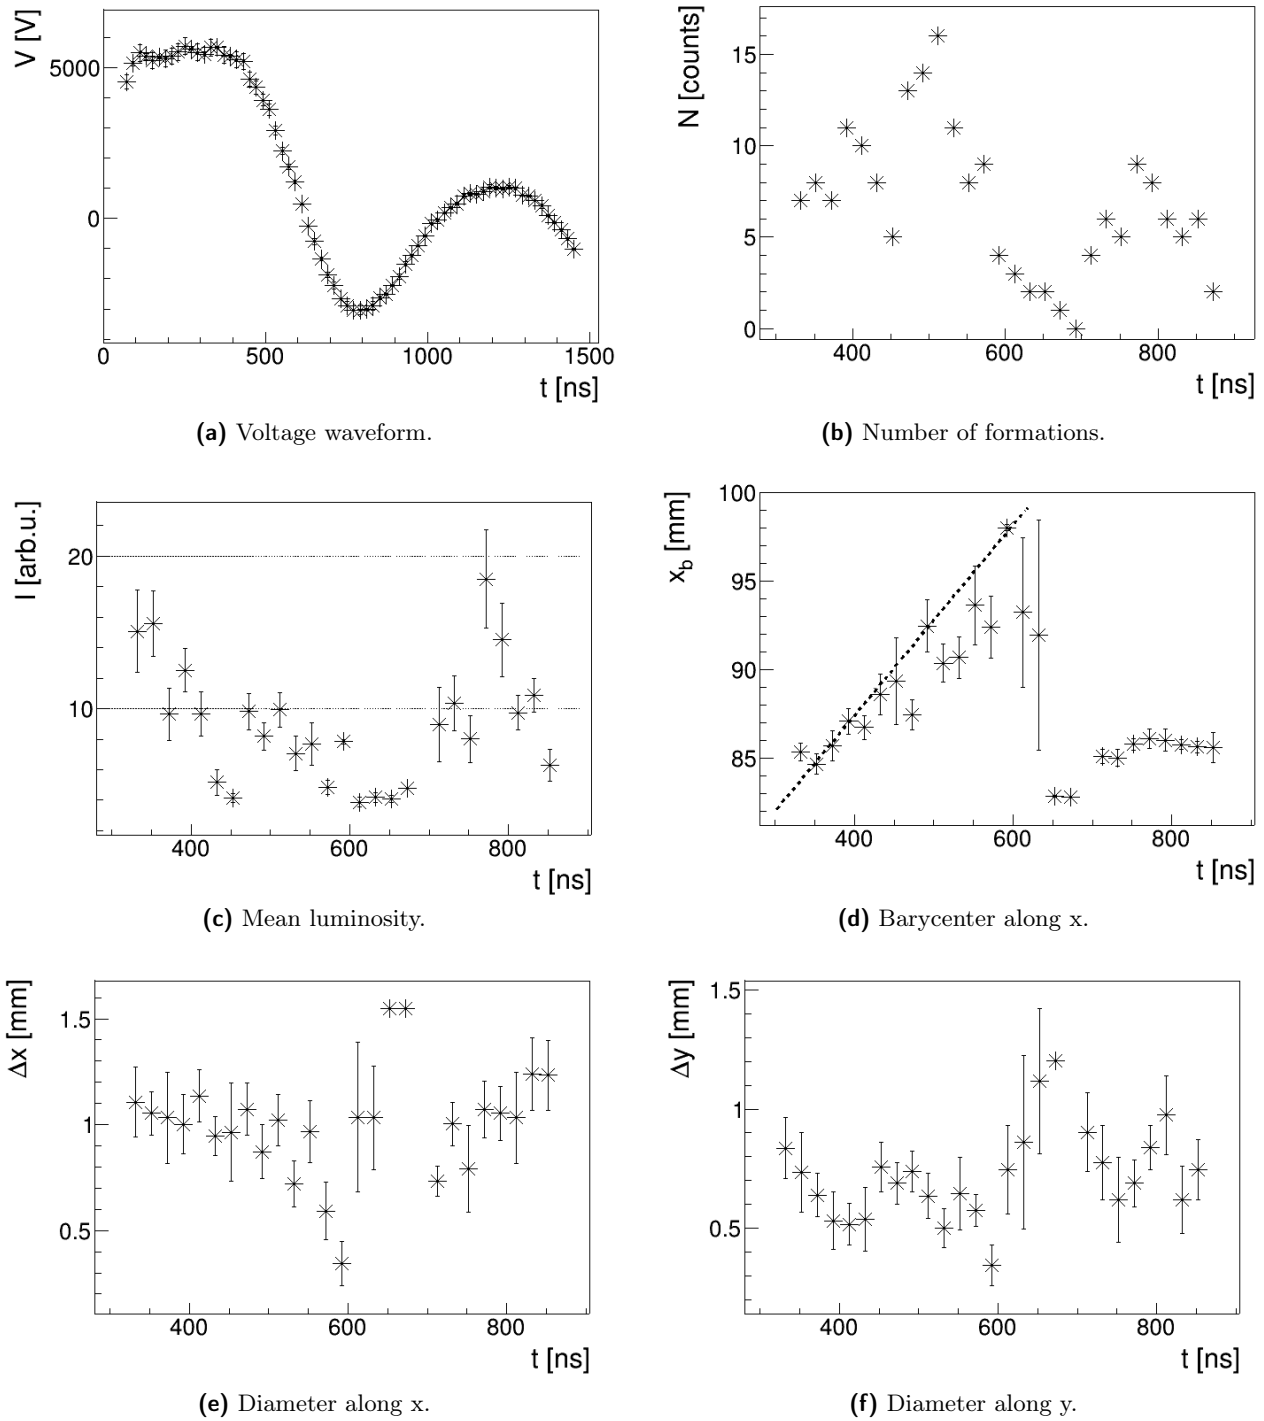 V [V]
5000
0
0 500 1000 1500
t [ns]
(a) Voltage waveform.
N [counts]
15
10
5
0
400 600 800
t [ns]
(b) Number of formations.
I [arb.u.]
20
10
400 600 800
t [ns]
(c) Mean luminosity.
x_b [mm]
100
95
90
85
400 600 800
t [ns]
(d) Barycenter along x.
Δx [mm]
1.5
1
0.5
400 600 800
t [ns]
(e) Diameter along x.
Δy [mm]
1.5
1
0.5
400 600 800
t [ns]
(f) Diameter along y.